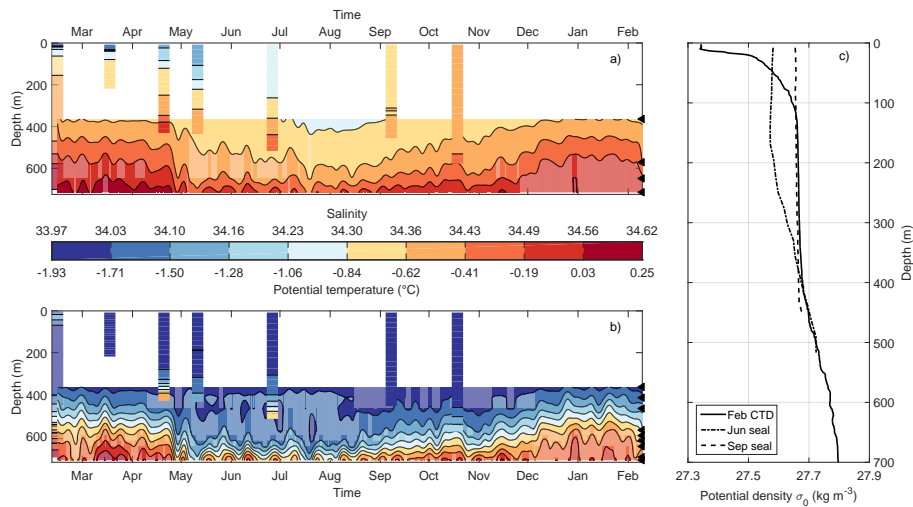 Time
Mar Apr May Jun Jul Aug Sep Oct Nov Dec Jan Feb
0
200
400
600
Depth (m)
a)
Salinity
33.97 34.03 34.10 34.16 34.23 34.30 34.36 34.43 34.49 34.56 34.62
-1.93 -1.71 -1.50 -1.28 -1.06 -0.84 -0.62 -0.41 -0.19 0.03 0.25
Potential temperature (°C)
0
200
400
600
Depth (m)
b)
Mar Apr May Jun Jul Aug Sep Oct Nov Dec Jan Feb
Time
c)
0
100
200
300
400
500
600
700
Depth (m)
Feb CTD
Jun seal
Sep seal
27.3 27.5 27.7 27.9
Potential density σ0 (kg m-3)